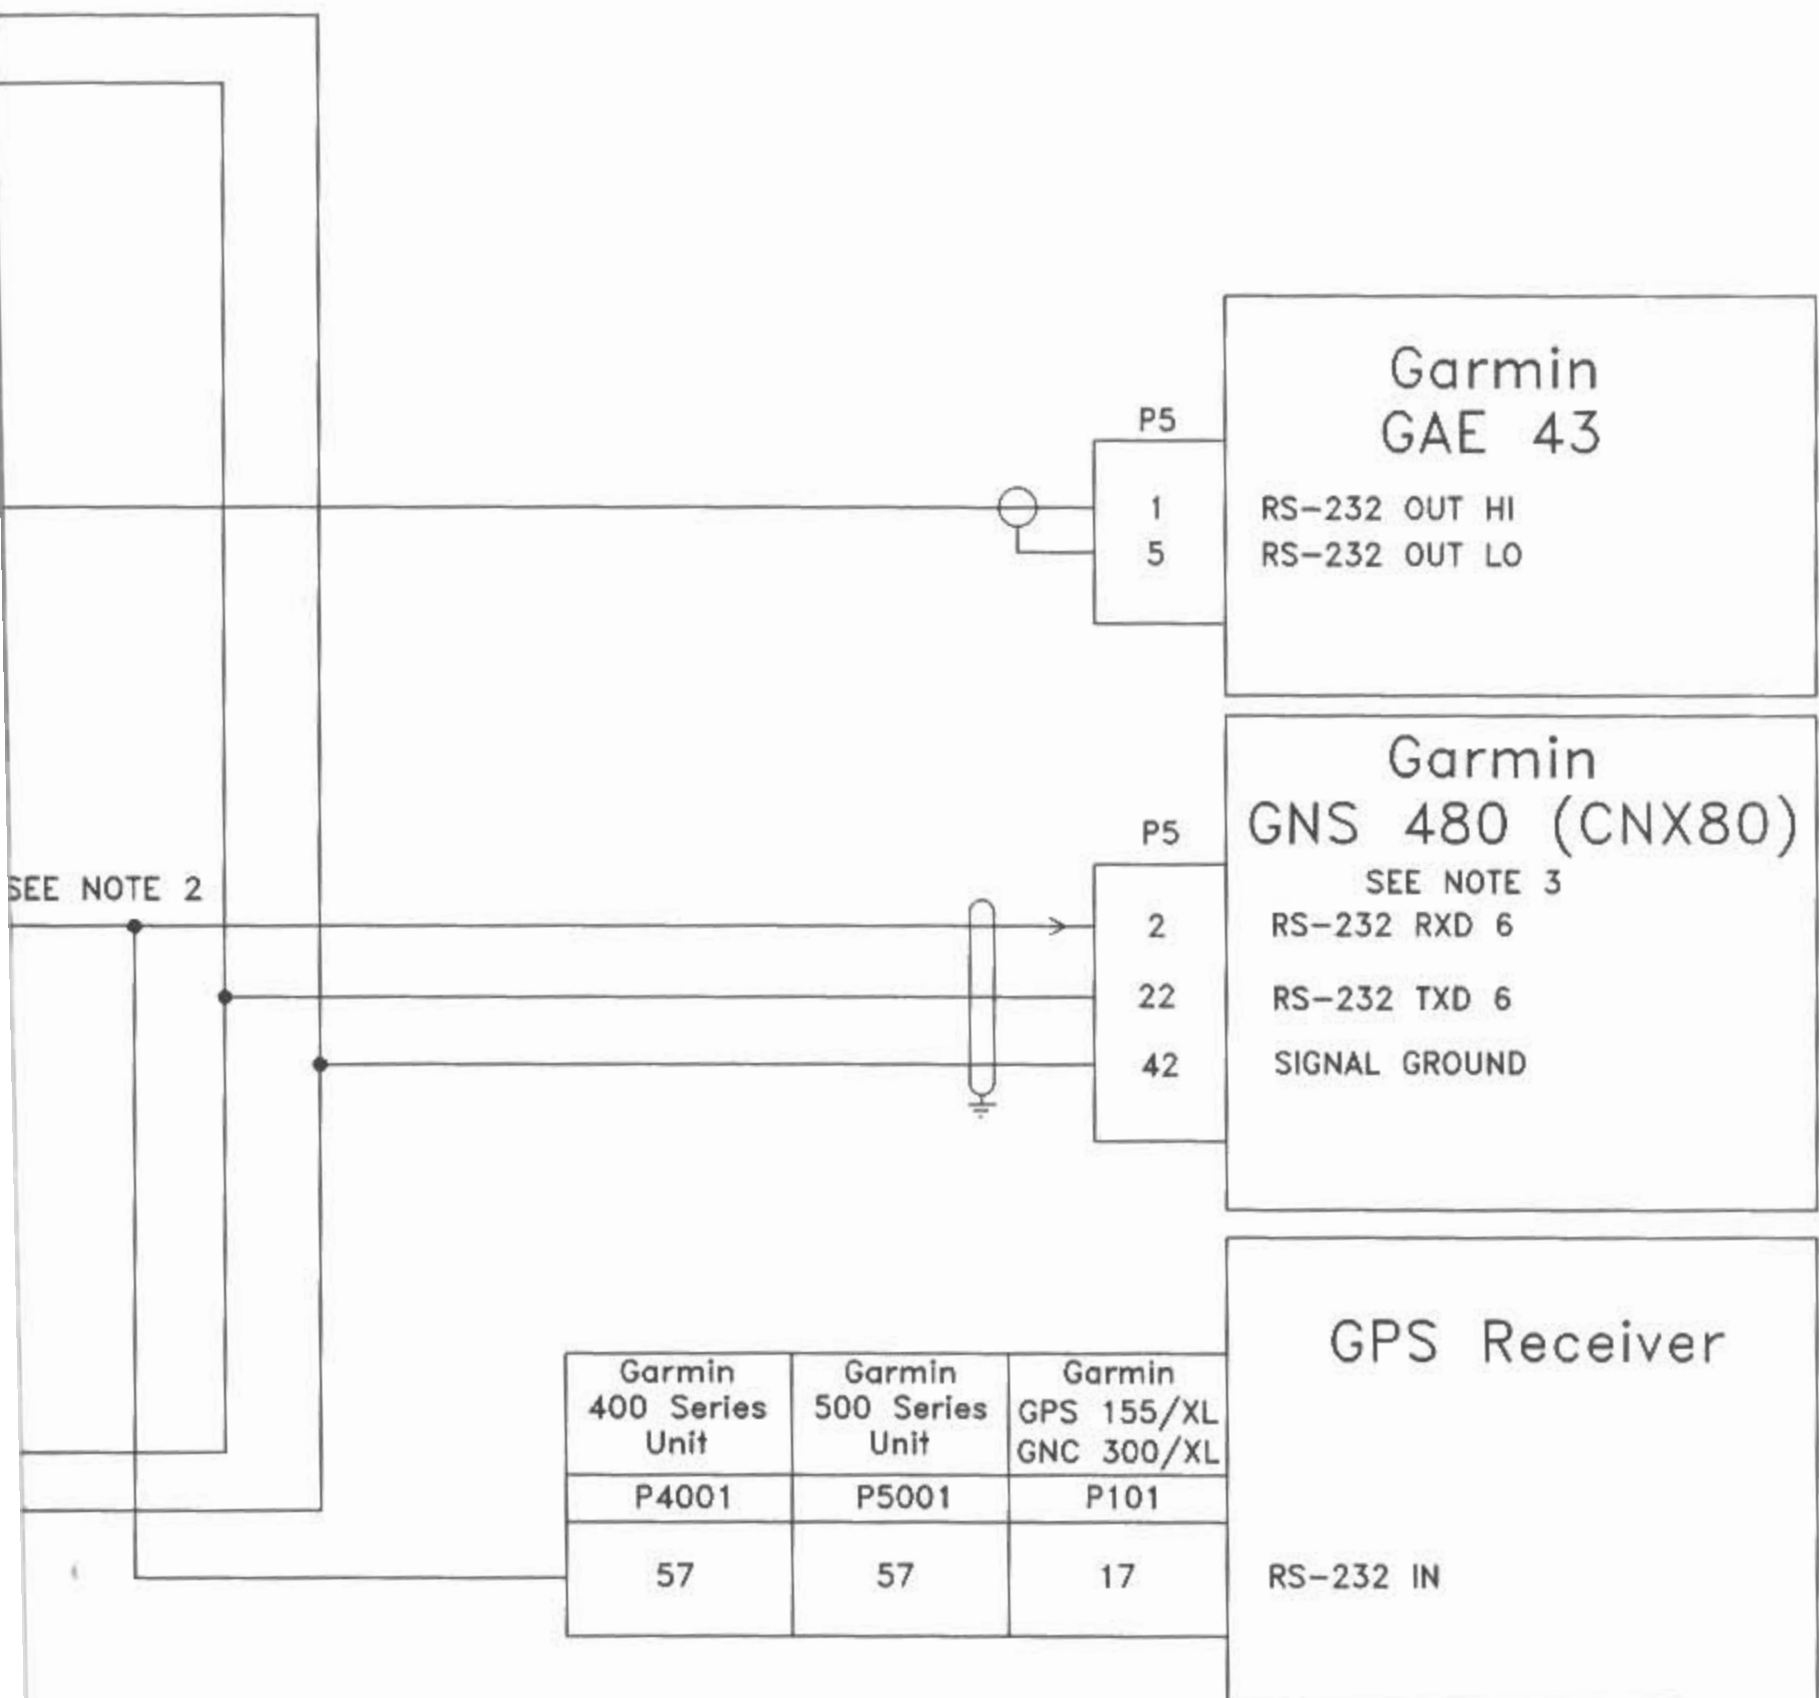 Garmin
GAE 43
P5
1 RS-232 OUT HI
5 RS-232 OUT LO
Garmin
GNS 480 (CNX80)
P5
SEE NOTE 3
SEE NOTE 2
2 RS-232 RXD 6
22 RS-232 TXD 6
42 SIGNAL GROUND
GPS Receiver
Garmin
400 Series
Unit
Garmin
500 Series
Unit
Garmin
GPS 155/XL
GNC 300/XL
P4001 P5001 P101
57 57 17 RS-232 IN